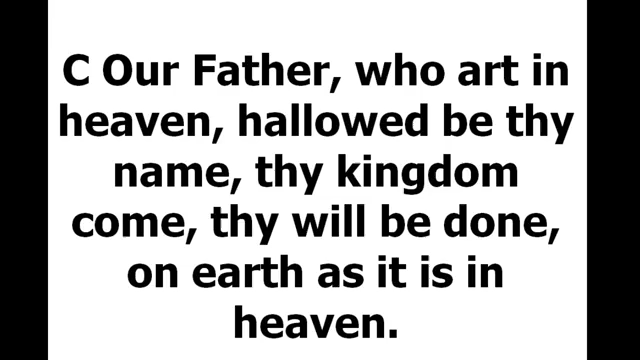 C Our Father, who art in
heaven, hallowed be thy
name, thy kingdom
come, thy will be done,
on earth as it is in
heaven.